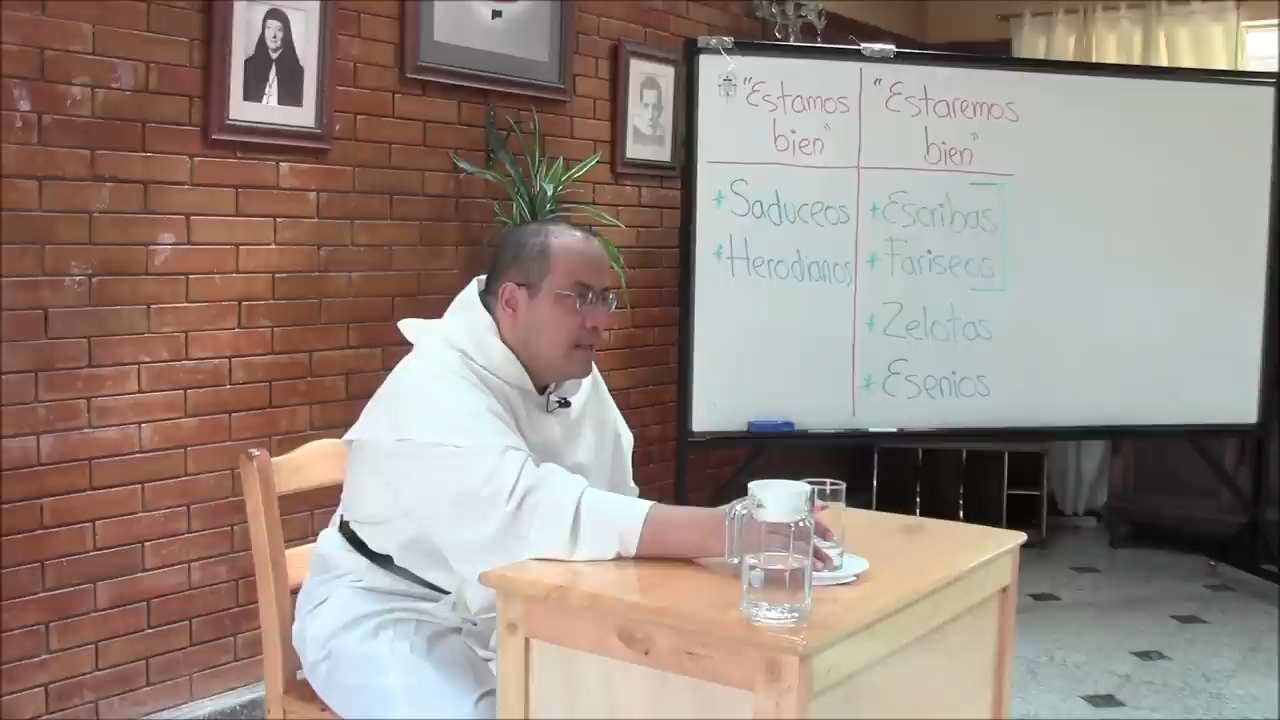 "Estamos
bien"
* Saduceos
* Herodianos
"Estaremos
bien"
* Escribas
* Fariseos
* Zelotas
* Esenios